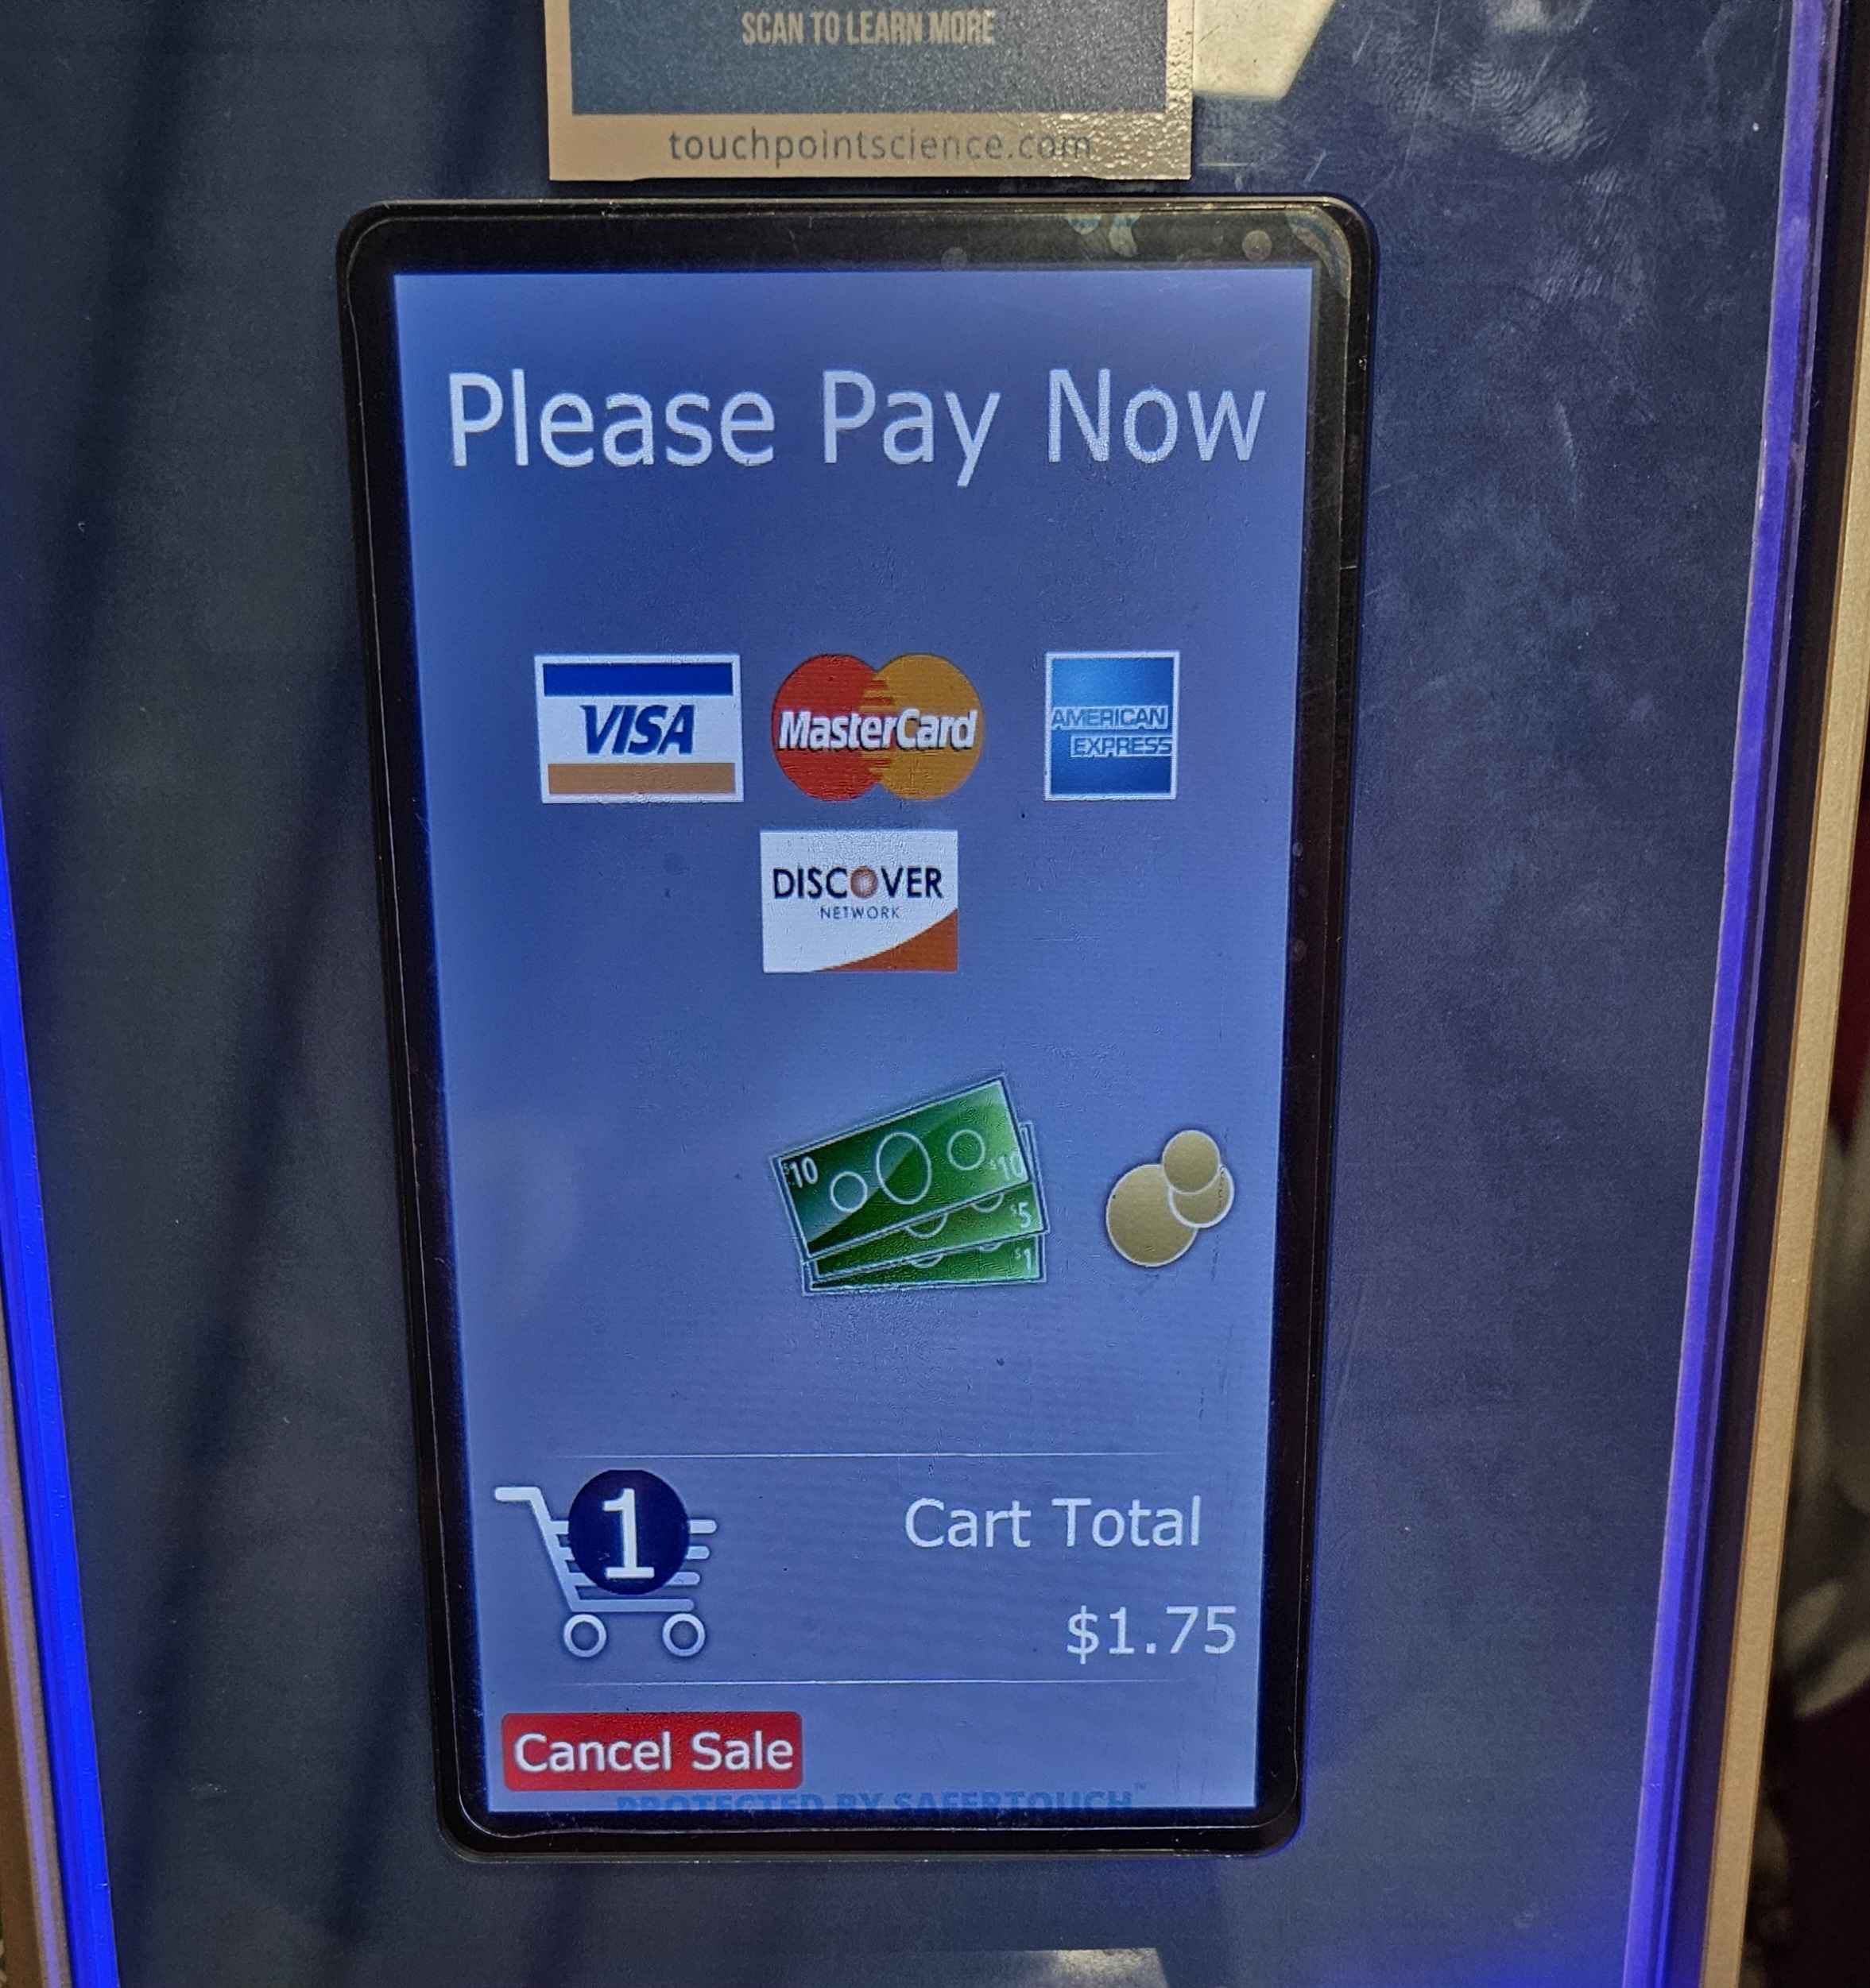 SCAN TO LEARN MORE
touchpointscience.com
Please Pay Now
VISA
MasterCard
AMERICAN
EXPRESS
DISCOVER
NETWORK
$10
$10
$5
$1
1
Cart Total
$1.75
Cancel Sale
PROTECTED BY SAFERTOUCH™